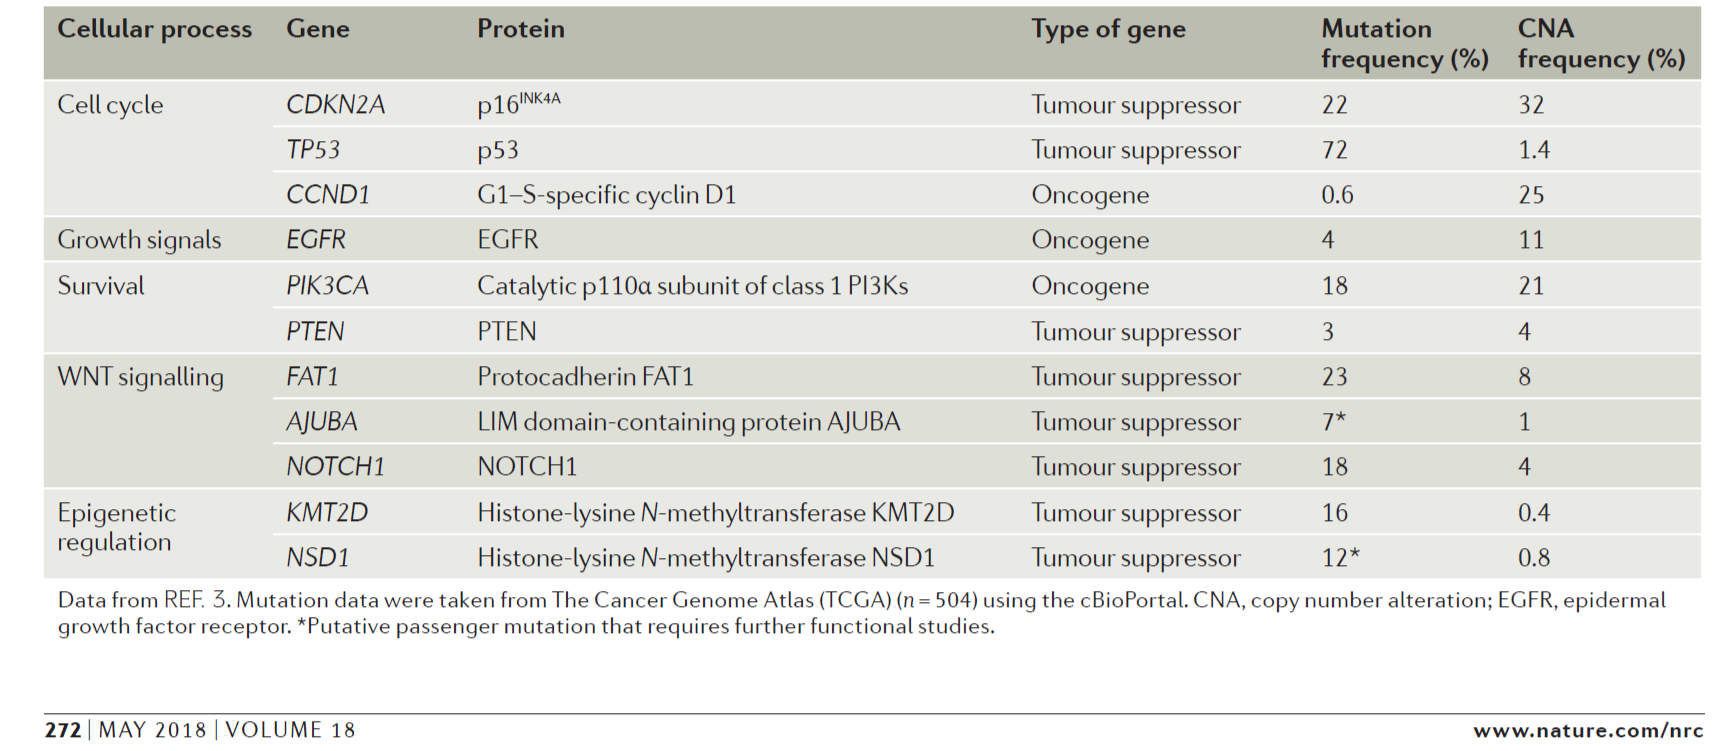 Cellular process Gene Protein Type of gene Mutation frequency (%) CNA frequency (%)
Cell cycle CDKN2A p16INK4A Tumour suppressor 22 32
TP53 p53 Tumour suppressor 72 1.4
CCND1 G1–S-specific cyclin D1 Oncogene 0.6 25
Growth signals EGFR EGFR Oncogene 4 11
Survival PIK3CA Catalytic p110α subunit of class 1 PI3Ks Oncogene 18 21
PTEN PTEN Tumour suppressor 3 4
WNT signalling FAT1 Protocadherin FAT1 Tumour suppressor 23 8
AJUBA LIM domain-containing protein AJUBA Tumour suppressor 7* 1
NOTCH1 NOTCH1 Tumour suppressor 18 4
Epigenetic regulation KMT2D Histone-lysine N-methyltransferase KMT2D Tumour suppressor 16 0.4
NSD1 Histone-lysine N-methyltransferase NSD1 Tumour suppressor 12* 0.8
Data from REF. 3. Mutation data were taken from The Cancer Genome Atlas (TCGA) (n = 504) using the cBioPortal. CNA, copy number alteration; EGFR, epidermal
growth factor receptor. *Putative passenger mutation that requires further functional studies.
272 | MAY 2018 | VOLUME 18 www.nature.com/nrc